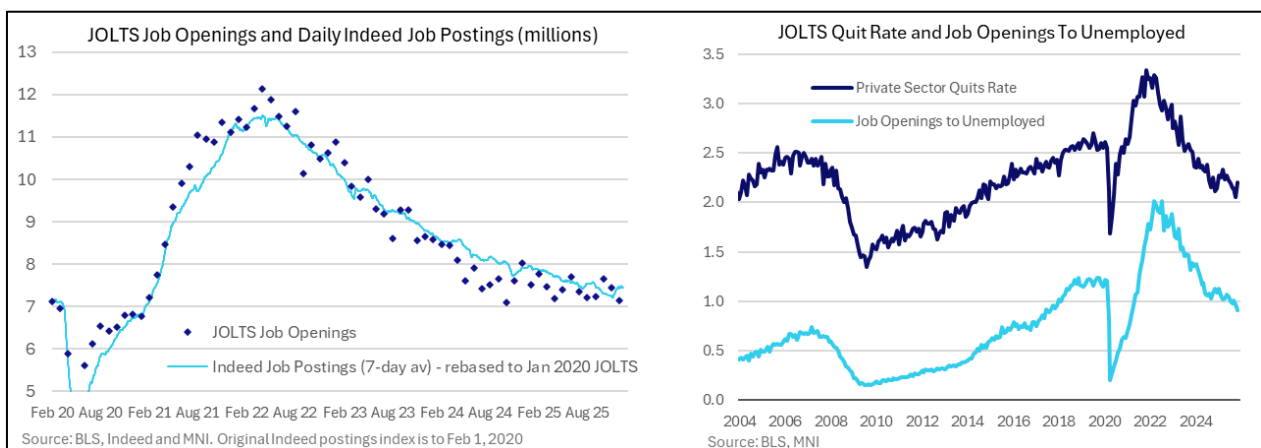 JOLTS Job Openings and Daily Indeed Job Postings (millions)
13
12
11
10
9
8
7
6
5
JOLTS Job Openings
Indeed Job Postings (7-day av) - rebased to Jan 2020 JOLTS
Feb 20 Aug 20 Feb 21 Aug 21 Feb 22 Aug 22 Feb 23 Aug 23 Feb 24 Aug 24 Feb 25 Aug 25
Source: BLS, Indeed and MNI. Original Indeed postings index is to Feb 1, 2020
JOLTS Quit Rate and Job Openings To Unemployed
3.5
3.0
2.5
2.0
1.5
1.0
0.5
0.0
Private Sector Quits Rate
Job Openings to Unemployed
2004 2006 2008 2010 2012 2014 2016 2018 2020 2022 2024
Source: BLS, MNI